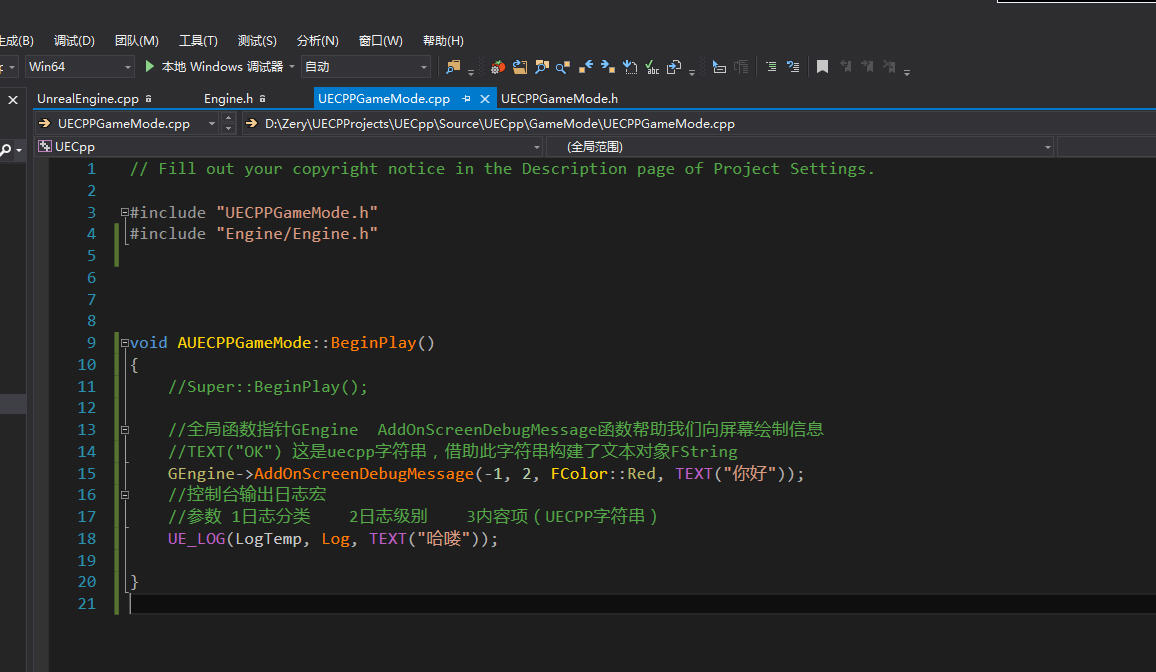 生成(B) 调试(D) 团队(M) 工具(T) 测试(S) 分析(N) 窗口(W) 帮助(H)
Win64 本地 Windows 调试器 自动
UnrealEngine.cpp Engine.h UECPPGameMode.cpp UECPPGameMode.h
UECPPGameMode.cpp D:\Zery\UECPProjects\UECpp\Source\UECpp\GameMode\UECPPGameMode.cpp
UECpp (全局范围)
1 // Fill out your copyright notice in the Description page of Project Settings.
2
3 #include "UECPPGameMode.h"
4 #include "Engine/Engine.h"
5
6
7
8
9 void AUECPPGameMode::BeginPlay()
10 {
11 //Super::BeginPlay();
12
13 //全局函数指针GEngine  AddOnScreenDebugMessage函数帮助我们向屏幕绘制信息
14 //TEXT("OK") 这是uecpp字符串，借助此字符串构建了文本对象FString
15 GEngine->AddOnScreenDebugMessage(-1, 2, FColor::Red, TEXT("你好"));
16 //控制台输出日志宏
17 //参数 1日志分类    2日志级别    3内容项（UECPP字符串）
18 UE_LOG(LogTemp, Log, TEXT("哈喽"));
19
20 }
21